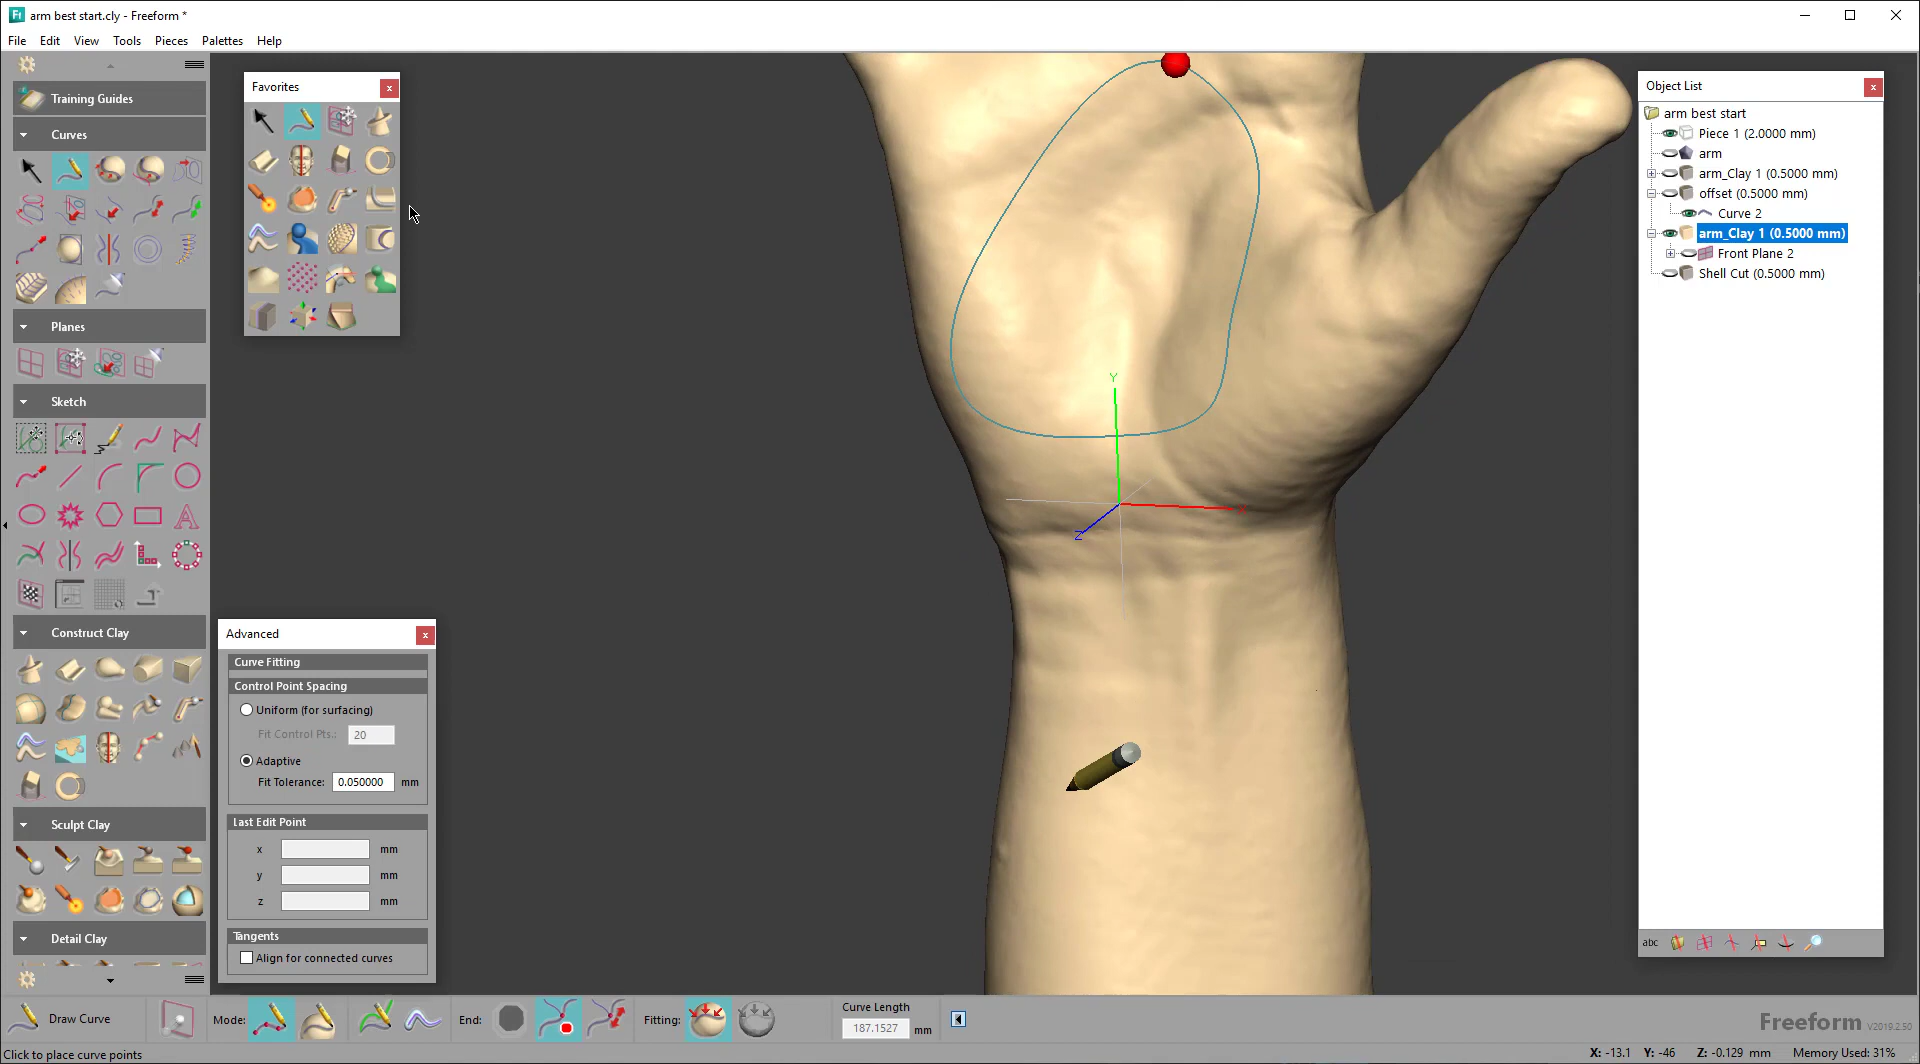 arm best start.cly - Freeform *
File Edit View Tools Pieces Palettes Help
Training Guides
Curves
Planes
Sketch
Construct Clay
Sculpt Clay
Detail Clay
Favorites
Advanced
Curve Fitting
Control Point Spacing
Uniform (for surfacing)
Fit Control Pts.: 20
Adaptive
Fit Tolerance: 0.050000 mm
Last Edit Point
x mm
y mm
z mm
Tangents
Align for connected curves
Y
X
Z
Object List
arm best start
Piece 1 (2.0000 mm)
arm
arm_Clay 1 (0.5000 mm)
offset (0.5000 mm)
Curve 2
arm_Clay 1 (0.5000 mm)
Front Plane 2
Shell Cut (0.5000 mm)
abc
Draw Curve
Mode:
End:
Fitting:
Curve Length
187.1527 mm
Freeform V2019.2.50
Click to place curve points
X: -13.1 Y: -46 Z: -0.129 mm Memory Used: 31%